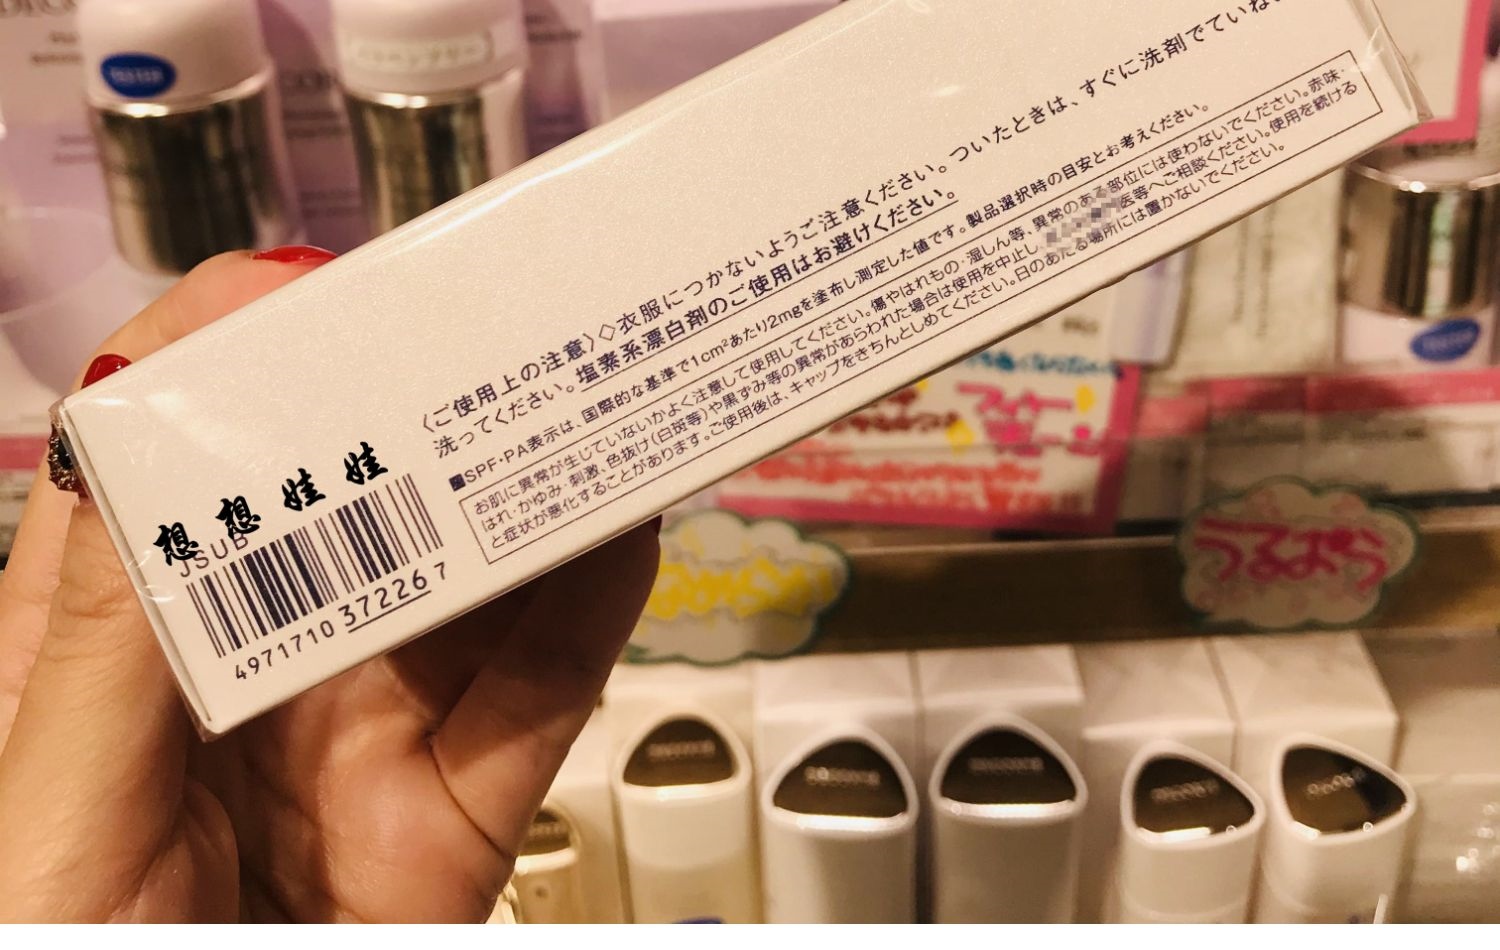 〈ご使用上の注意〉◇衣服につかないようご注意ください。ついたときは、すぐに洗剤でていね
洗ってください。塩素系漂白剤のご使用はお避けください。
■SPF・PA表示は、国際的な基準で1cm²あたり2mgを塗布し測定した値です。製品選択時の目安とお考えください。
お肌に異常が生じていないかよく注意して使用してください。傷やはれもの・湿しん等、異常のある部位には使わないでください。赤味・
はれ・かゆみ・刺激、色抜け(白斑等)や黒ずみ等の異常があらわれた場合は使用を中止し、医等へご相談ください。使用を続ける
と症状が悪化することがあります。ご使用後は、キャップをきちんとしめてください。日のあたる場所には置かないでください。
想想娃娃
JSUB
4971710 372267
TESTER
うるおう